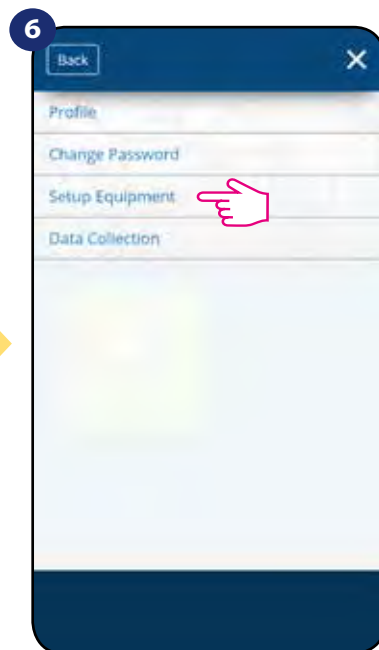 6
Back
Profile
Change Password
Setup Equipment
Data Collection